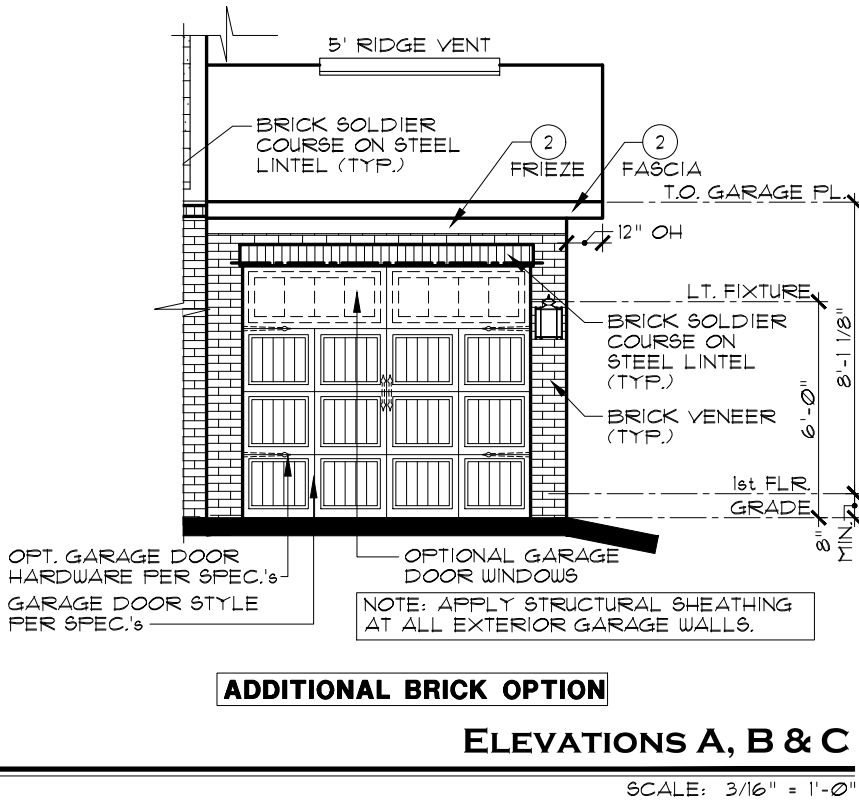 5' RIDGE VENT
BRICK SOLDIER
COURSE ON STEEL
LINTEL (TYP.)
2
FRIEZE
2
FASCIA
T.O. GARAGE PL.
12" OH
LT. FIXTURE
BRICK SOLDIER
COURSE ON
STEEL LINTEL
(TYP.)
BRICK VENEER
(TYP.)
8'-1 1/8"
6'-0"
1st FLR.
GRADE
8"
MIN.
OPT. GARAGE DOOR
HARDWARE PER SPEC.'s
GARAGE DOOR STYLE
PER SPEC.'s
OPTIONAL GARAGE
DOOR WINDOWS
NOTE: APPLY STRUCTURAL SHEATHING
AT ALL EXTERIOR GARAGE WALLS.
ADDITIONAL BRICK OPTION
ELEVATIONS A, B & C
SCALE: 3/16" = 1'-0"